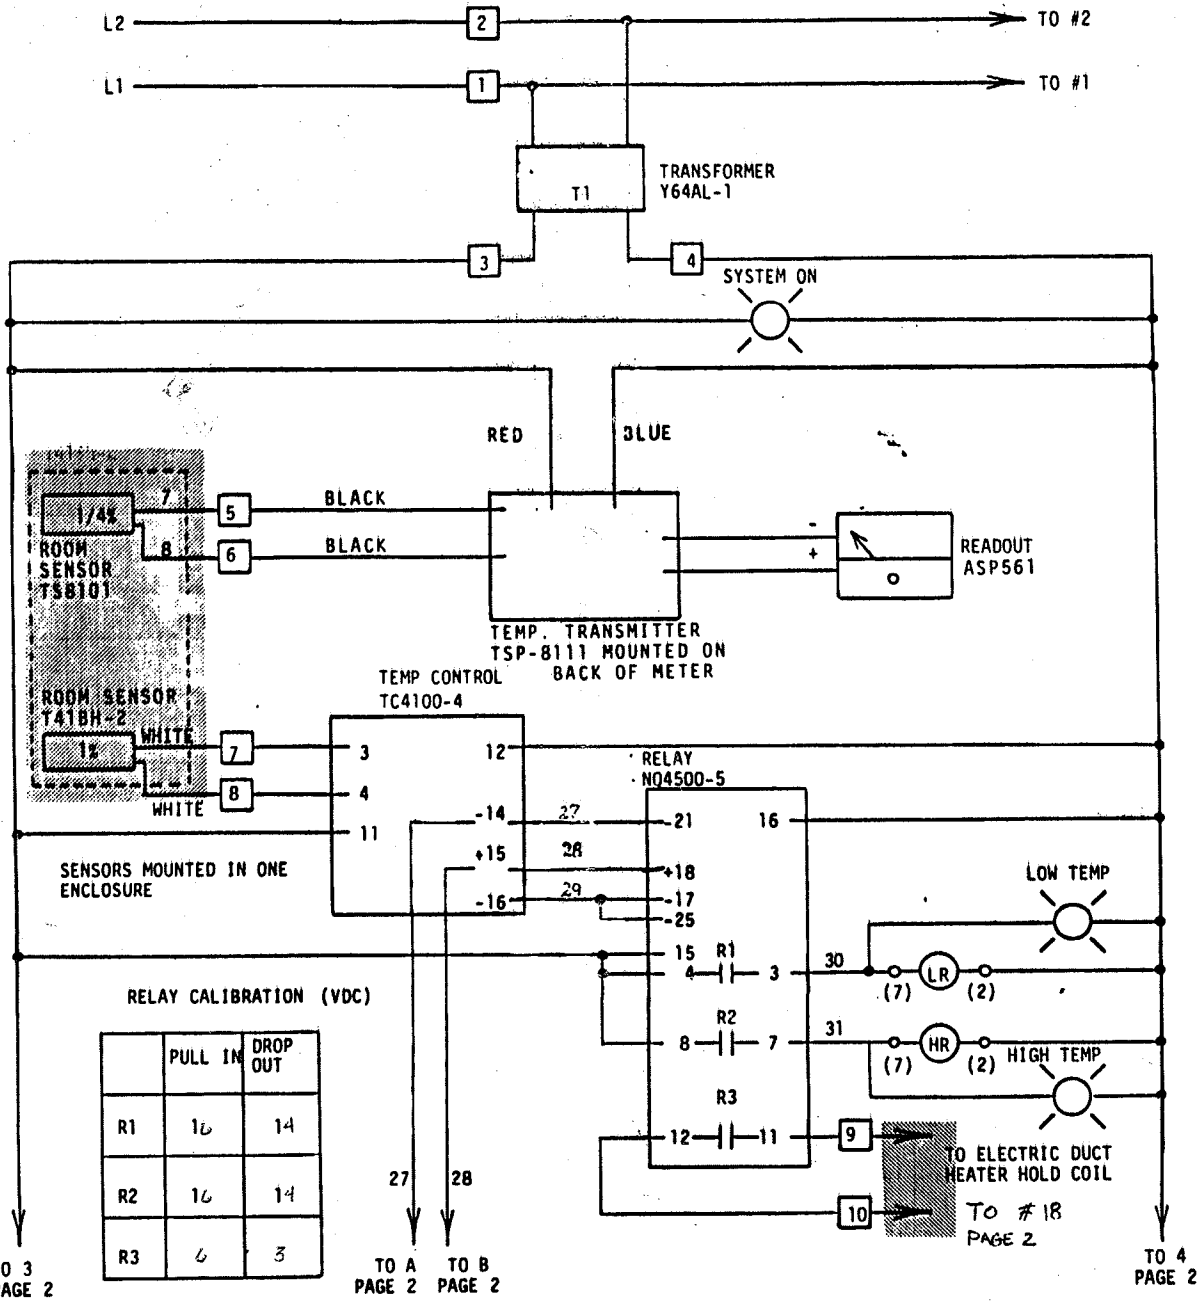 L2
2
TO #2
L1
1
TO #1
TRANSFORMER
Y64AL-1
T1
3
4
SYSTEM ON
RED
BLUE
7
5
BLACK
1/4%
8
6
BLACK
ROOM
SENSOR
TS8101
-
+
READOUT
ASP561
TEMP. TRANSMITTER
TSP-8111 MOUNTED ON
BACK OF METER
TEMP CONTROL
TC4100-4
ROOM SENSOR
T41BH-2
WHITE
1%
7
3
12
8
4
WHITE
11
RELAY
NQ4500-5
-14
27
-21
16
+15
28
+18
-16
29
-17
-25
SENSORS MOUNTED IN ONE
ENCLOSURE
LOW TEMP
15
4
R1
3
30
(7)
LR
(2)
8
R2
7
31
(7)
HR
(2)
HIGH TEMP
R3
12
11
9
TO ELECTRIC DUCT
HEATER HOLD COIL
10
TO #18
PAGE 2
RELAY CALIBRATION (VDC)
PULL IN
DROP
OUT
R1
16
14
R2
16
14
R3
6
3
27
28
O 3
AGE 2
TO A
PAGE 2
TO B
PAGE 2
TO 4
PAGE 2